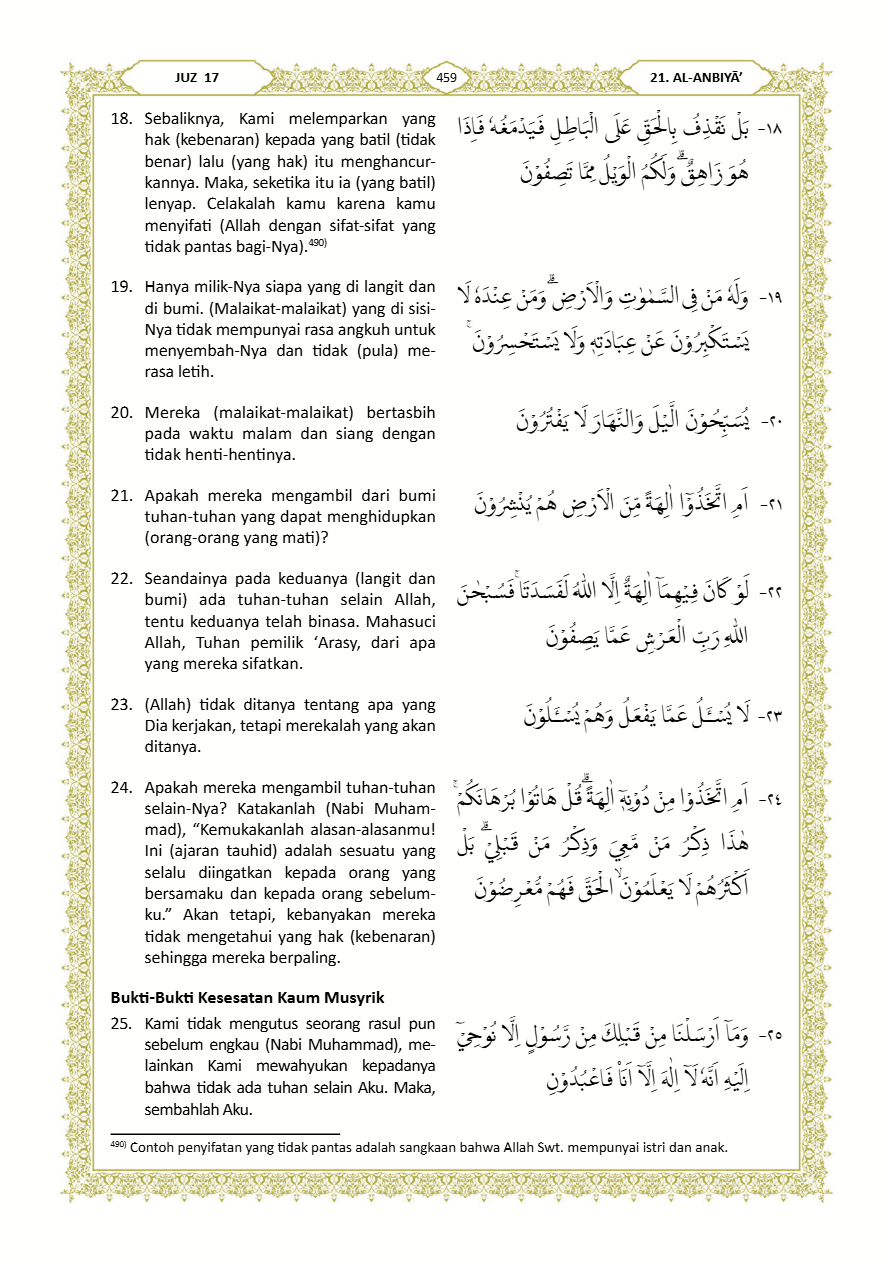 JUZ 17
459
21. AL-ANBIYĀ’
18. Sebaliknya, Kami melemparkan yang
hak (kebenaran) kepada yang batil (tidak
benar) lalu (yang hak) itu menghancur-
kannya. Maka, seketika itu ia (yang batil)
lenyap. Celakalah kamu karena kamu
menyifati (Allah dengan sifat-sifat yang
tidak pantas bagi-Nya).490)
١٨- بَلْ نَقْذِفُ بِالْحَقِّ عَلَى الْبَاطِلِ فَيَدْمَغُهٗ فَاِذَا
هُوَ زَاهِقٌۗ وَلَكُمُ الْوَيْلُ مِمَّا تَصِفُوْنَ
19. Hanya milik-Nya siapa yang di langit dan
di bumi. (Malaikat-malaikat) yang di sisi-
Nya tidak mempunyai rasa angkuh untuk
menyembah-Nya dan tidak (pula) me-
rasa letih.
١٩- وَلَهٗ مَنْ فِى السَّمٰوٰتِ وَالْاَرْضِۗ وَمَنْ عِنْدَهٗ لَا
يَسْتَكْبِرُوْنَ عَنْ عِبَادَتِهٖ وَلَا يَسْتَحْسِرُوْنَ ۚ
20. Mereka (malaikat-malaikat) bertasbih
pada waktu malam dan siang dengan
tidak henti-hentinya.
٢٠- يُسَبِّحُوْنَ الَّيْلَ وَالنَّهَارَ لَا يَفْتُرُوْنَ
21. Apakah mereka mengambil dari bumi
tuhan-tuhan yang dapat menghidupkan
(orang-orang yang mati)?
٢١- اَمِ اتَّخَذُوْٓا اٰلِهَةً مِّنَ الْاَرْضِ هُمْ يُنْشِرُوْنَ
22. Seandainya pada keduanya (langit dan
bumi) ada tuhan-tuhan selain Allah,
tentu keduanya telah binasa. Mahasuci
Allah, Tuhan pemilik ‘Arasy, dari apa
yang mereka sifatkan.
٢٢- لَوْ كَانَ فِيْهِمَآ اٰلِهَةٌ اِلَّا اللّٰهُ لَفَسَدَتَاۚ فَسُبْحٰنَ
اللّٰهِ رَبِّ الْعَرْشِ عَمَّا يَصِفُوْنَ
23. (Allah) tidak ditanya tentang apa yang
Dia kerjakan, tetapi merekalah yang akan
ditanya.
٢٣- لَا يُسْـَٔلُ عَمَّا يَفْعَلُ وَهُمْ يُسْـَٔلُوْنَ
24. Apakah mereka mengambil tuhan-tuhan
selain-Nya? Katakanlah (Nabi Muham-
mad), “Kemukakanlah alasan-alasanmu!
Ini (ajaran tauhid) adalah sesuatu yang
selalu diingatkan kepada orang yang
bersamaku dan kepada orang sebelum-
ku.” Akan tetapi, kebanyakan mereka
tidak mengetahui yang hak (kebenaran)
sehingga mereka berpaling.
٢٤- اَمِ اتَّخَذُوْا مِنْ دُوْنِهٖٓ اٰلِهَةًۗ قُلْ هَاتُوْا بُرْهَانَكُمْۚ
هٰذَا ذِكْرُ مَنْ مَّعِيَ وَذِكْرُ مَنْ قَبْلِيْۗ بَلْ
اَكْثَرُهُمْ لَا يَعْلَمُوْنَۙ الْحَقَّ فَهُمْ مُّعْرِضُوْنَ
Bukti-Bukti Kesesatan Kaum Musyrik
25. Kami tidak mengutus seorang rasul pun
sebelum engkau (Nabi Muhammad), me-
lainkan Kami mewahyukan kepadanya
bahwa tidak ada tuhan selain Aku. Maka,
sembahlah Aku.
٢٥- وَمَآ اَرْسَلْنَا مِنْ قَبْلِكَ مِنْ رَّسُوْلٍ اِلَّا نُوْحِيْٓ
اِلَيْهِ اَنَّهٗ لَآ اِلٰهَ اِلَّآ اَنَا۠ فَاعْبُدُوْنِ
490) Contoh penyifatan yang tidak pantas adalah sangkaan bahwa Allah Swt. mempunyai istri dan anak.